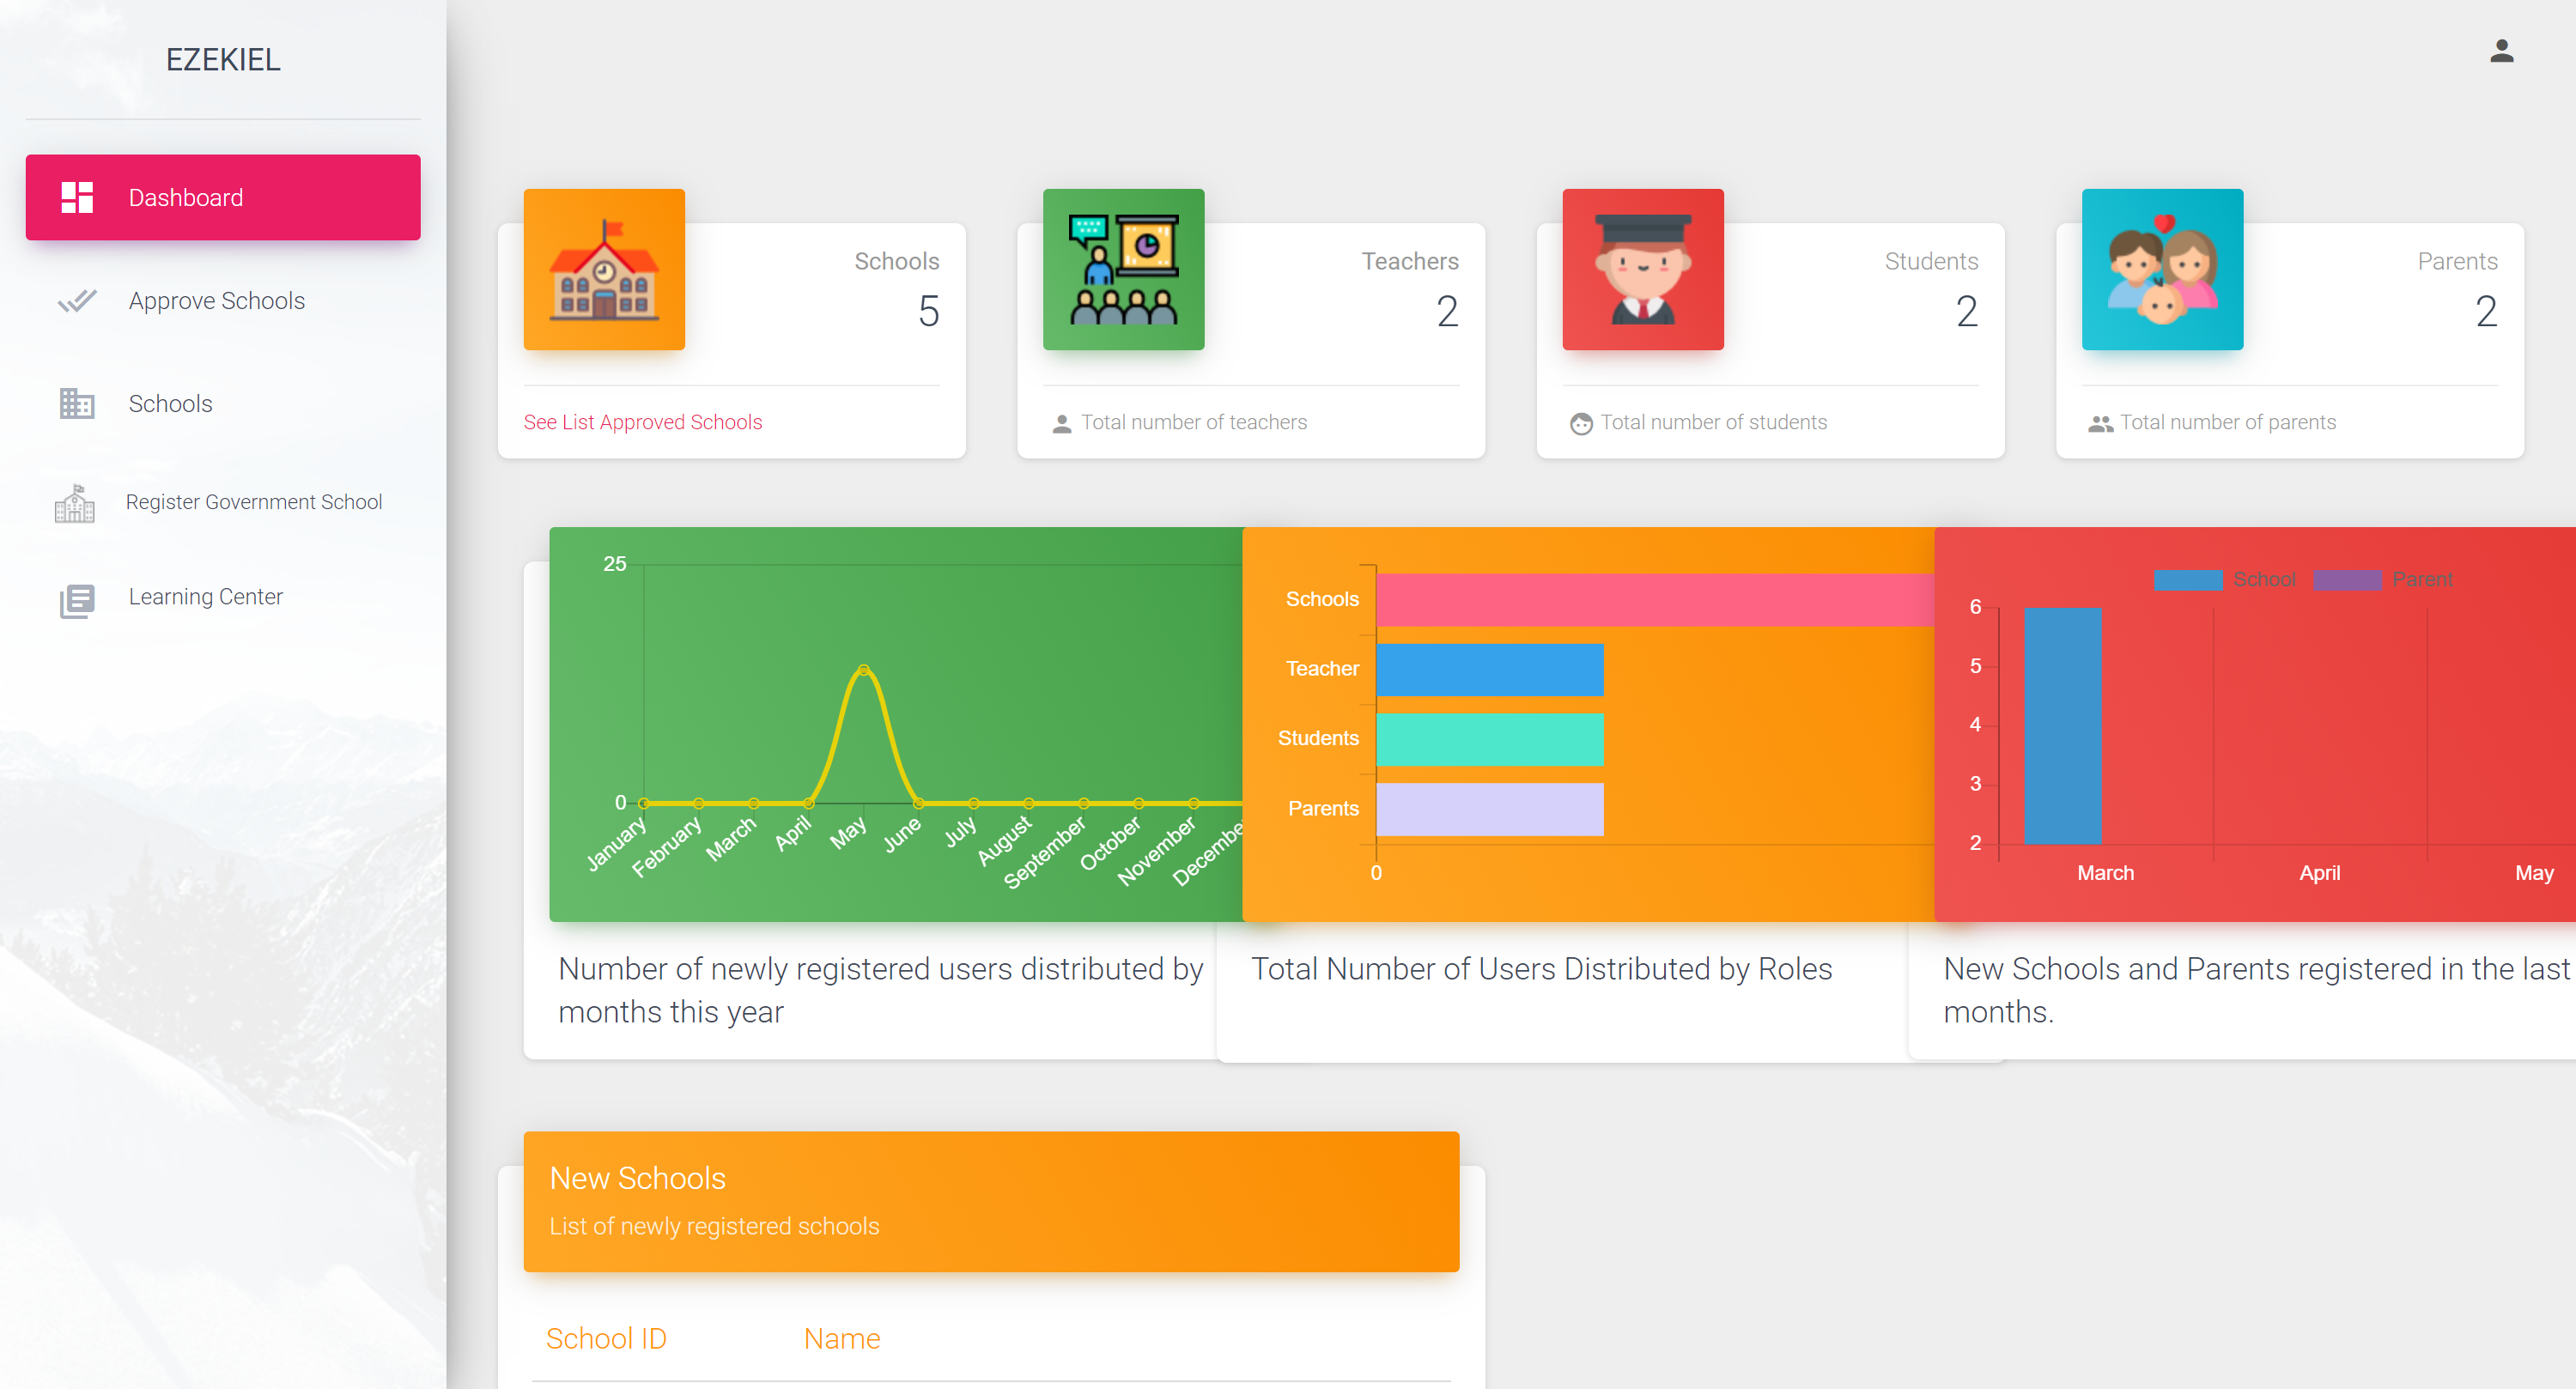 EZEKIEL
Dashboard
Approve Schools
Schools
Register Government School
Learning Center
Schools
5
See List Approved Schools
Teachers
2
Total number of teachers
Students
2
Total number of students
Parents
2
Total number of parents
25
0
January
February
March
April
May
June
July
August
September
October
November
December
Number of newly registered users distributed by
months this year
Schools
Teacher
Students
Parents
0
Total Number of Users Distributed by Roles
School
Parent
6
5
4
3
2
March
April
May
New Schools and Parents registered in the last
months.
New Schools
List of newly registered schools
School ID
Name